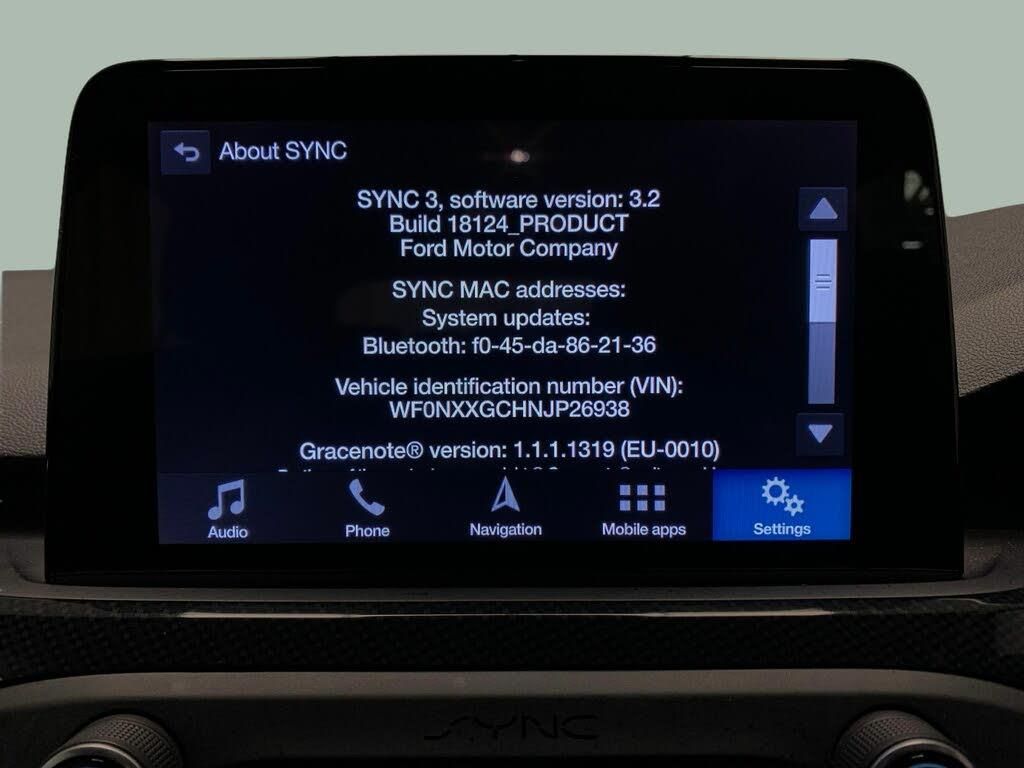 About SYNC
SYNC 3, software version: 3.2
Build 18124_PRODUCT
Ford Motor Company
SYNC MAC addresses:
System updates:
Bluetooth: f0-45-da-86-21-36
Vehicle identification number (VIN):
WF0NXXGCHNJP26938
Gracenote® version: 1.1.1.1319 (EU-0010)
Audio
Phone
Navigation
Mobile apps
Settings
SYNC